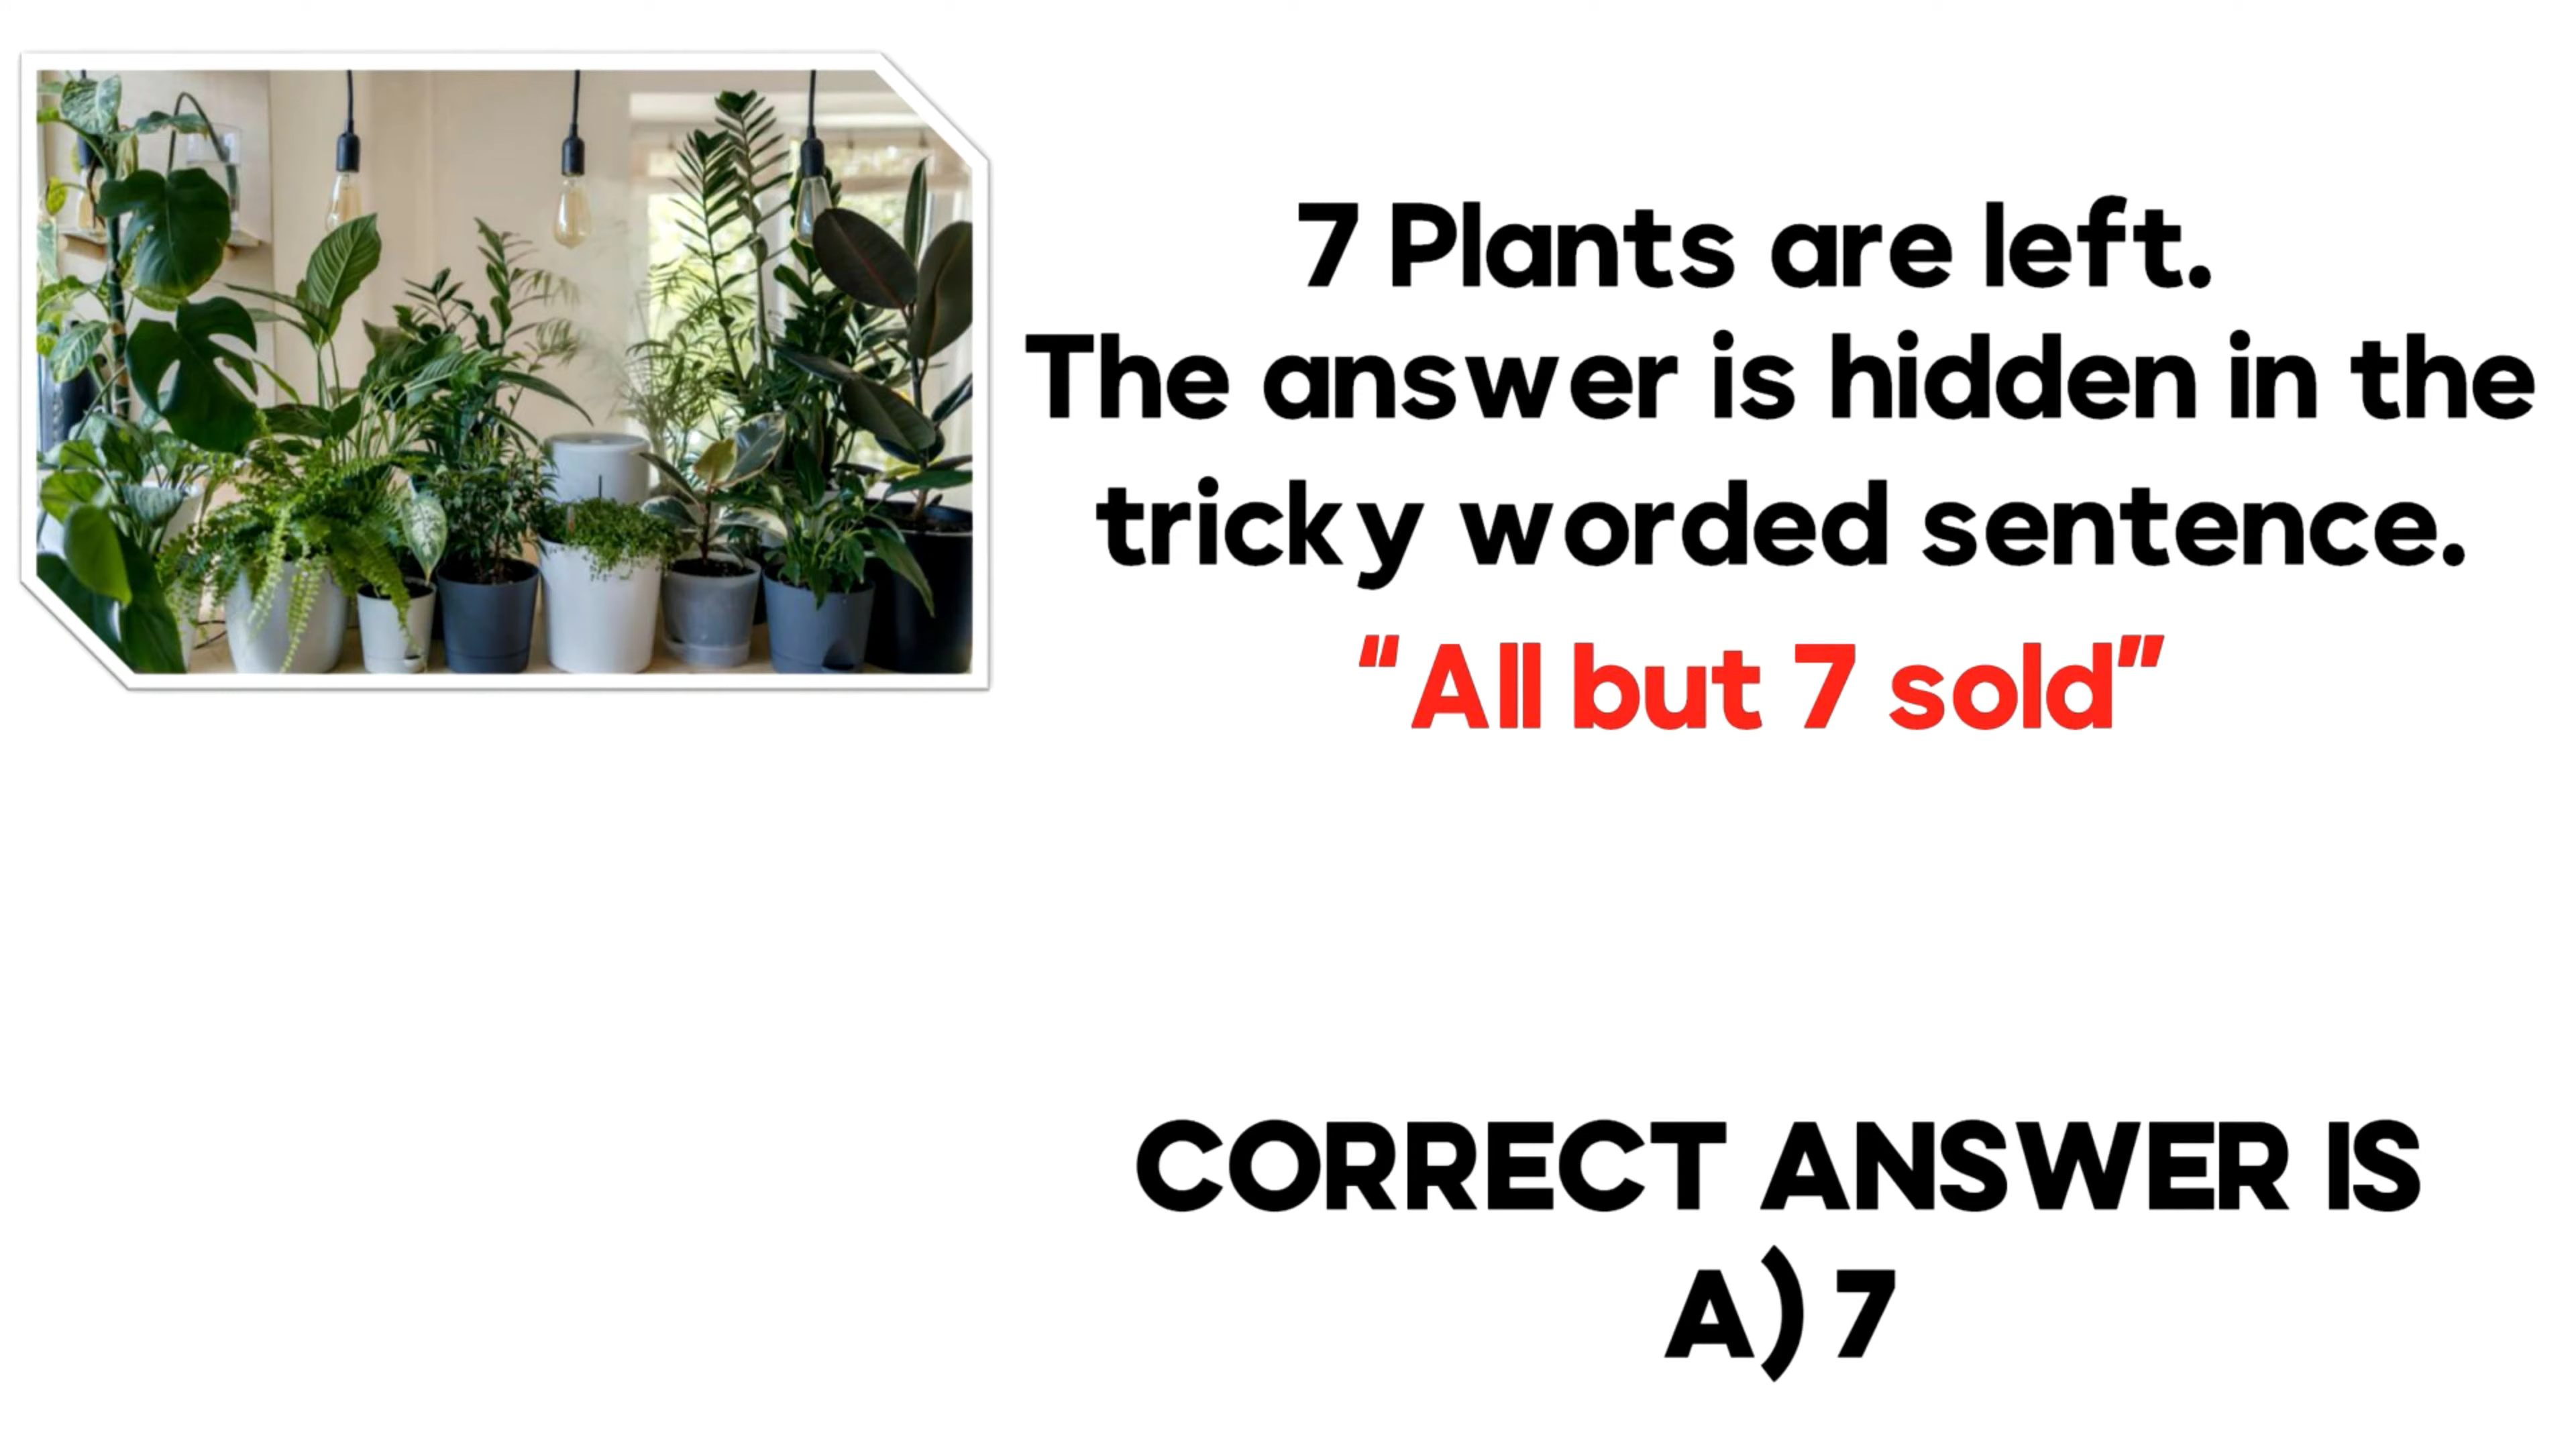 7 Plants are left.
The answer is hidden in the
tricky worded sentence.
"All but 7 sold"
CORRECT ANSWER IS
A) 7